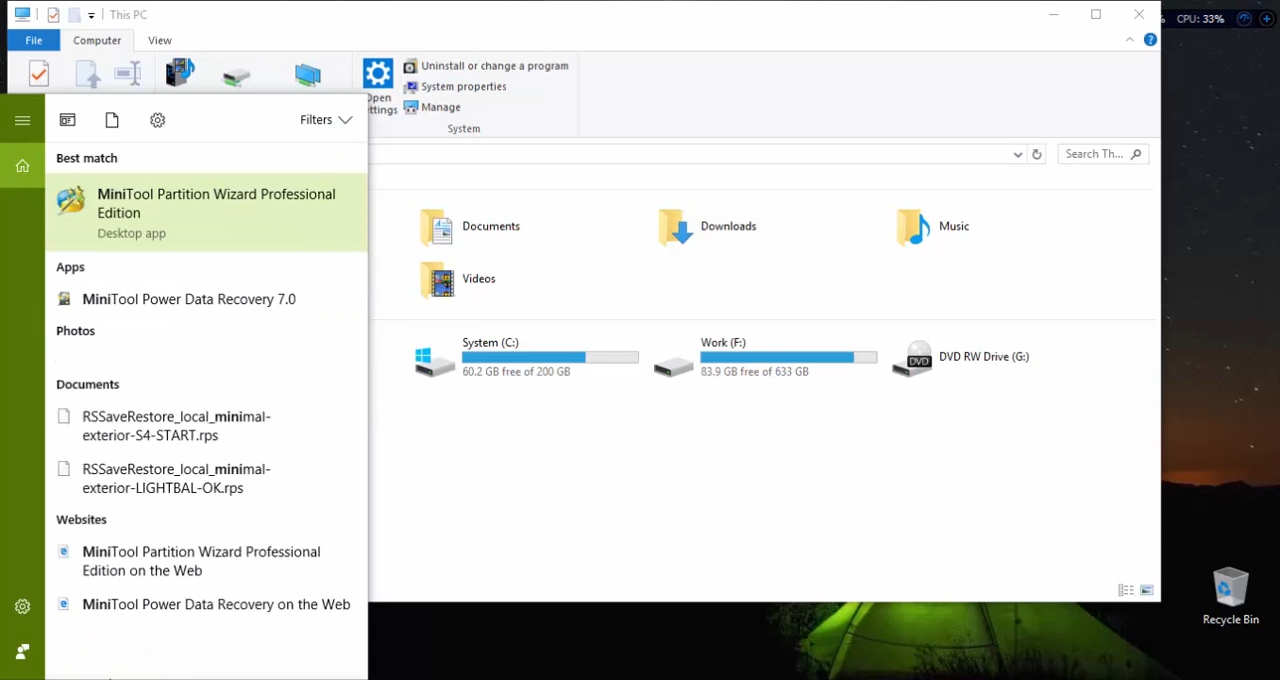 This PC
%
CPU: 33%
File
Computer
View
Uninstall or change a program
System properties
Manage
Open
ttings
System
Filters
Best match
MiniTool Partition Wizard Professional
Edition
Desktop app
Apps
MiniTool Power Data Recovery 7.0
Photos
Documents
RSSaveRestore_local_minimal-
exterior-S4-START.rps
RSSaveRestore_local_minimal-
exterior-LIGHTBAL-OK.rps
Websites
MiniTool Partition Wizard Professional
Edition on the Web
MiniTool Power Data Recovery on the Web
Search Th...
Documents
Downloads
Music
Videos
System (C:)
60.2 GB free of 200 GB
Work (F:)
83.9 GB free of 633 GB
DVD
DVD RW Drive (G:)
Recycle Bin